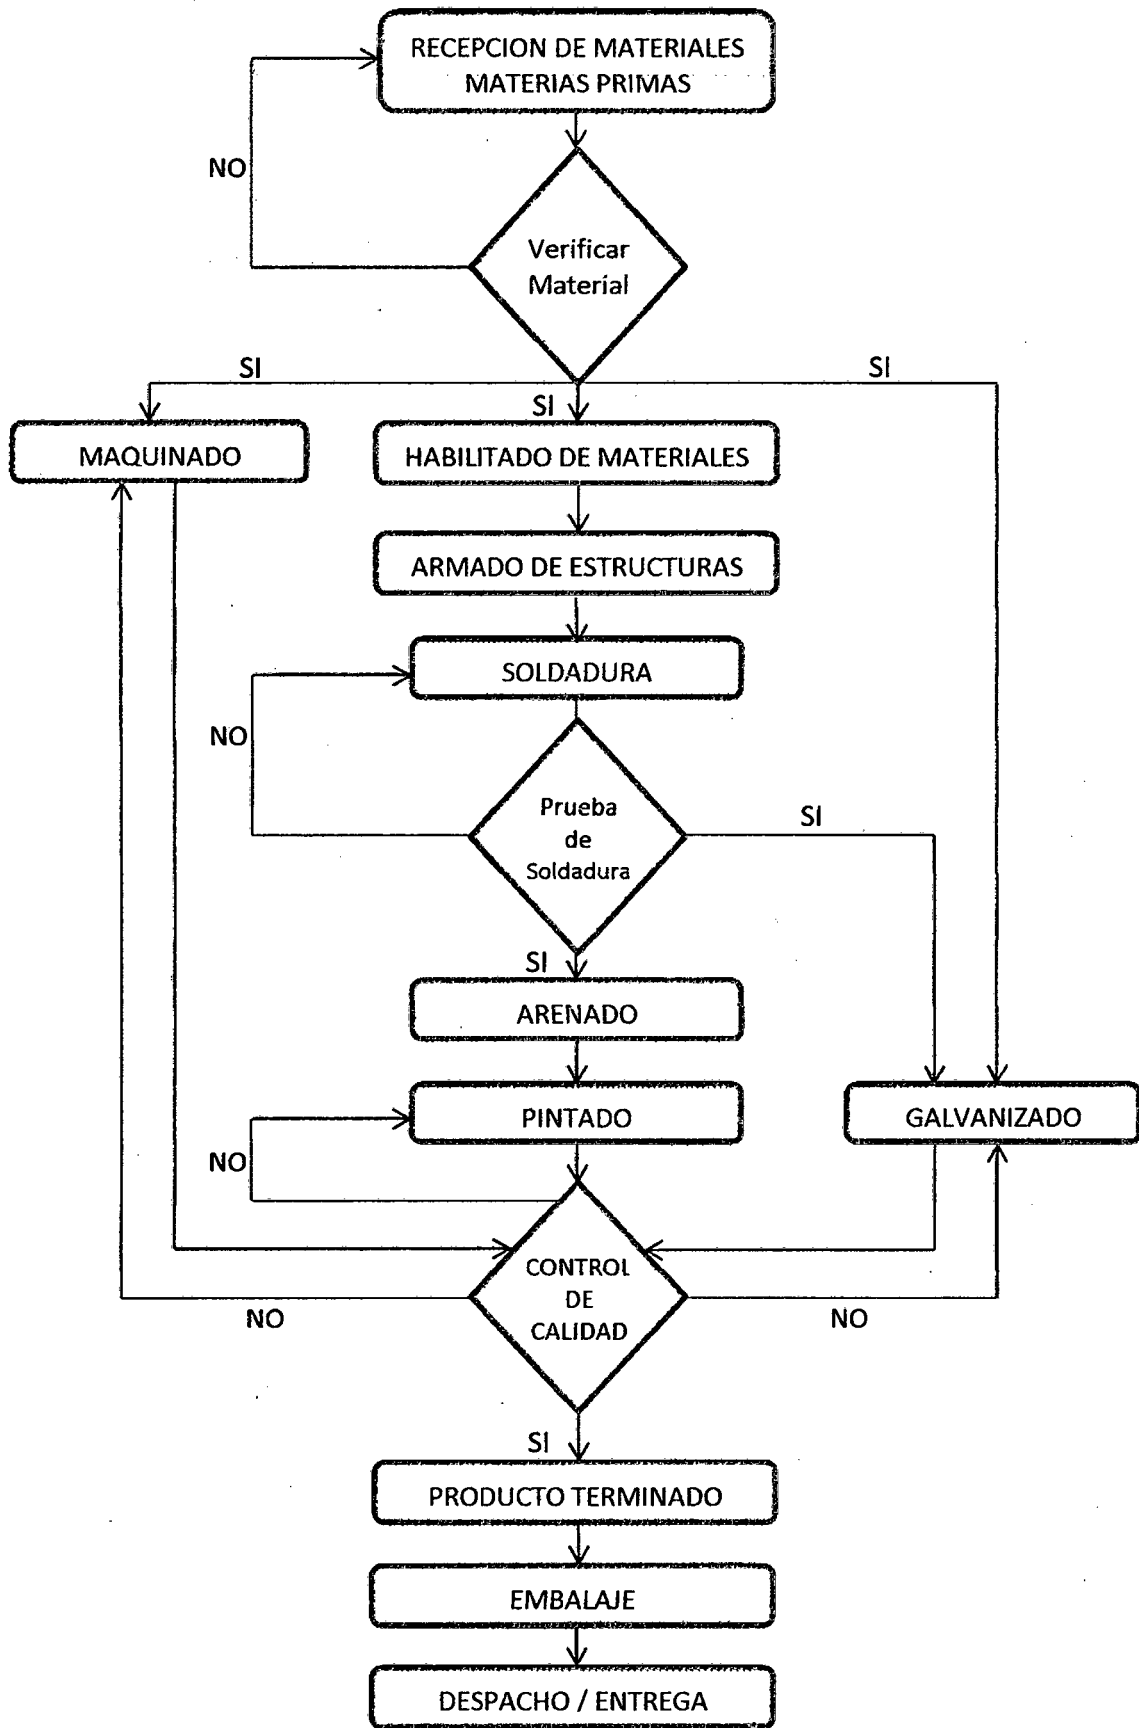 RECEPCION DE MATERIALES
MATERIAS PRIMAS
NO
Verificar
Material
SI
SI
SI
MAQUINADO
HABILITADO DE MATERIALES
ARMADO DE ESTRUCTURAS
SOLDADURA
NO
Prueba
de
Soldadura
SI
SI
ARENADO
PINTADO
GALVANIZADO
NO
CONTROL
DE
CALIDAD
NO
NO
SI
PRODUCTO TERMINADO
EMBALAJE
DESPACHO / ENTREGA